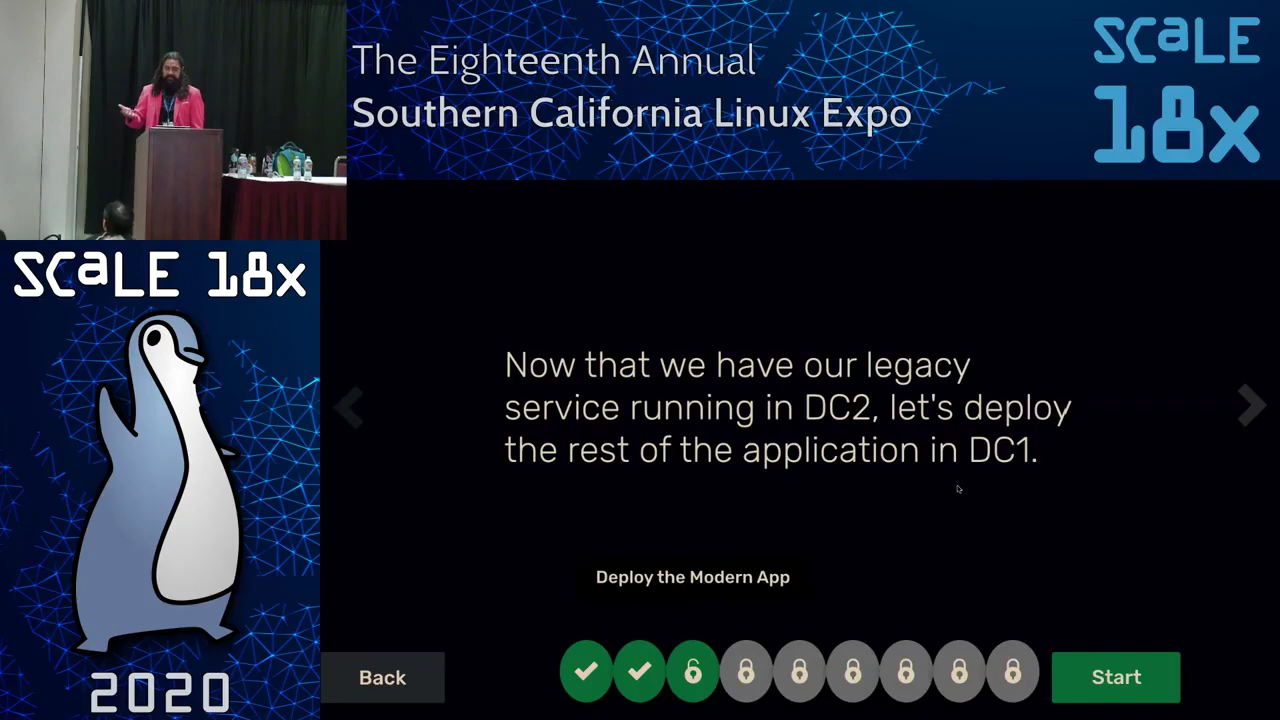 The Eighteenth Annual
Southern California Linux Expo
SCaLE
18x
SCaLE 18x
2020
Now that we have our legacy
service running in DC2, let's deploy
the rest of the application in DC1.
Deploy the Modern App
Back
Start